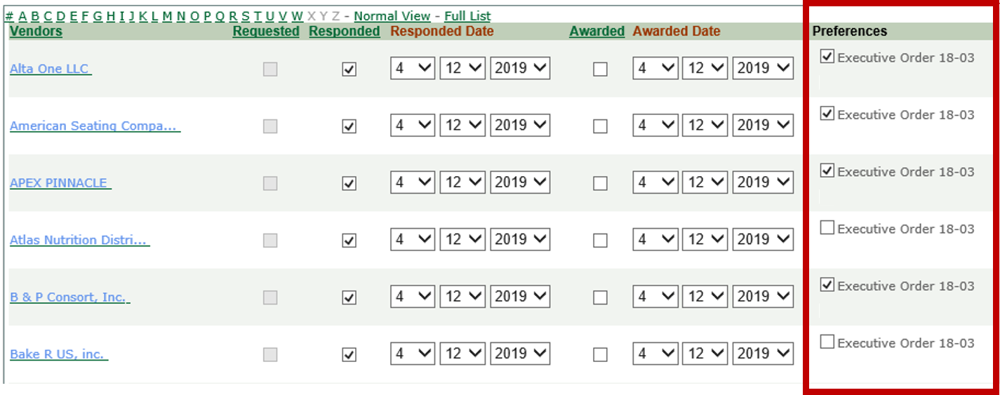 # A B C D E F G H I J K L M N O P Q R S T U V W X Y Z - Normal View - Full List
Vendors Requested Responded Responded Date Awarded Awarded Date Preferences
Alta One LLC 4 12 2019 4 12 2019 Executive Order 18-03
American Seating Compa... 4 12 2019 4 12 2019 Executive Order 18-03
APEX PINNACLE 4 12 2019 4 12 2019 Executive Order 18-03
Atlas Nutrition Distri... 4 12 2019 4 12 2019 Executive Order 18-03
B & P Consort, Inc. 4 12 2019 4 12 2019 Executive Order 18-03
Bake R US, inc. 4 12 2019 4 12 2019 Executive Order 18-03